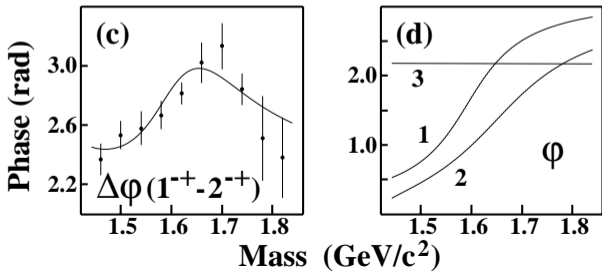 (c)
(d)
Phase (rad)
3.0
2.6
2.2
Δφ(1⁻⁺-2⁻⁺)
1.5
1.6
1.7
1.8
2.0
1.0
3
1
2
φ
1.5
1.6
1.7
1.8
Mass (GeV/c²)